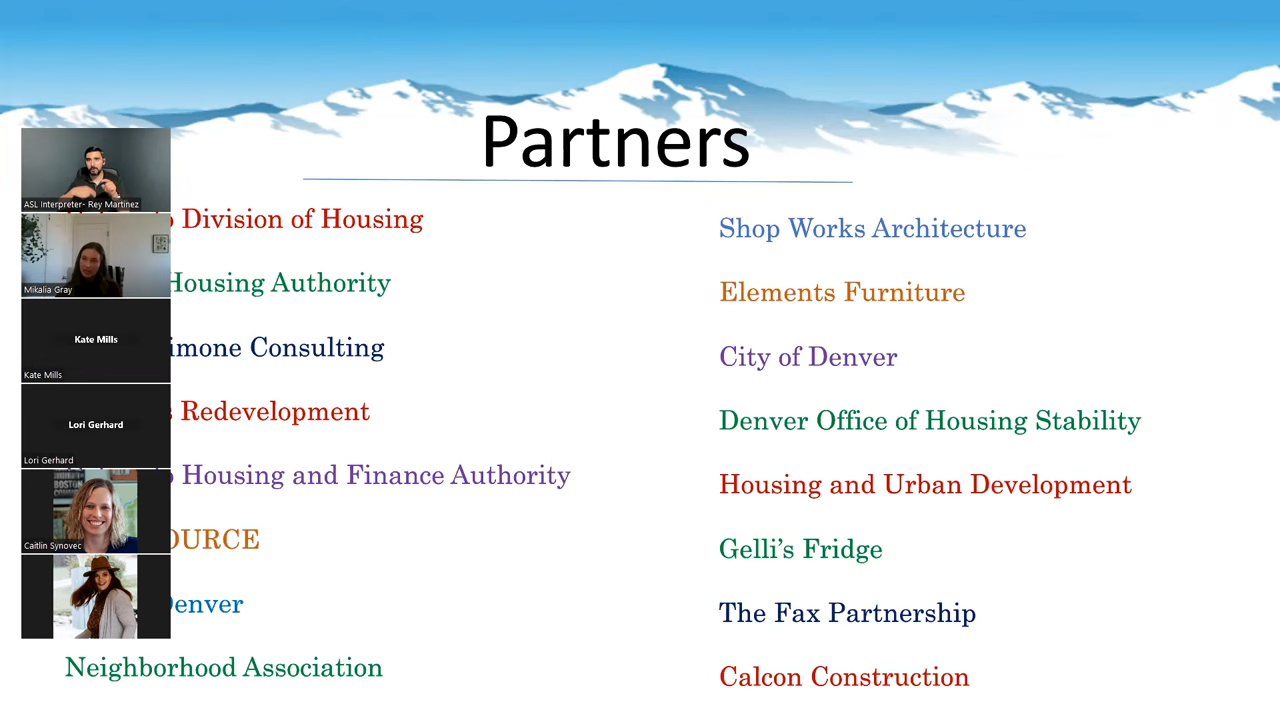 Partners
ASL Interpreter- Rey Martinez
Mikalia Gray
Kate Mills
Kate Mills
Lori Gerhard
Lori Gerhard
Caitlin Synovec
Division of Housing
Housing Authority
Consulting
Redevelopment
Housing and Finance Authority
Denver
Neighborhood Association
Shop Works Architecture
Elements Furniture
City of Denver
Denver Office of Housing Stability
Housing and Urban Development
Gelli's Fridge
The Fax Partnership
Calcon Construction